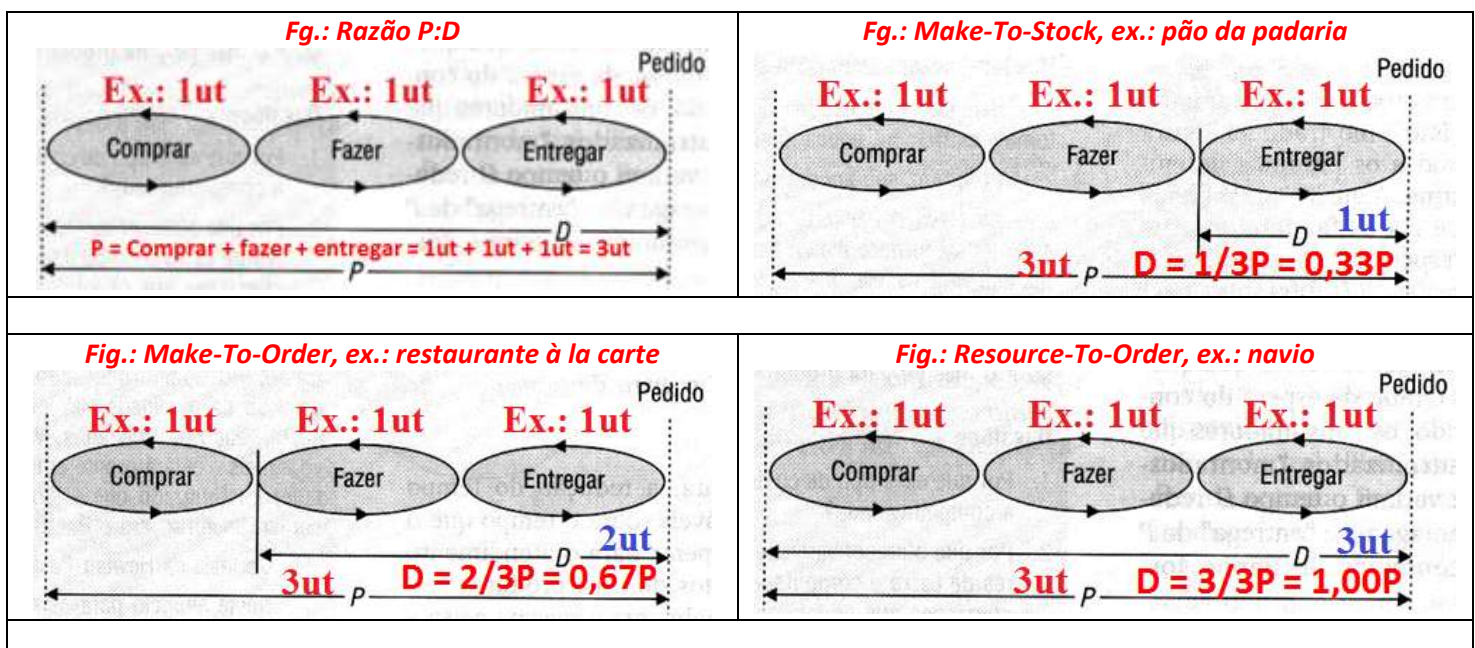 Fg.: Razão P:D
Pedido
Ex.: 1ut Ex.: 1ut Ex.: 1ut
Comprar Fazer Entregar
D
P = Comprar + fazer + entregar = 1ut + 1ut + 1ut = 3ut
P
Fg.: Make-To-Stock, ex.: pão da padaria
Pedido
Ex.: 1ut Ex.: 1ut Ex.: 1ut
Comprar Fazer Entregar
1ut
D
3ut P D = 1/3P = 0,33P
Fig.: Make-To-Order, ex.: restaurante à la carte
Pedido
Ex.: 1ut Ex.: 1ut Ex.: 1ut
Comprar Fazer Entregar
D 2ut
3ut P D = 2/3P = 0,67P
Fig.: Resource-To-Order, ex.: navio
Pedido
Ex.: 1ut Ex.: 1ut Ex.: 1ut
Comprar Fazer Entregar
D 3ut
3ut P D = 3/3P = 1,00P